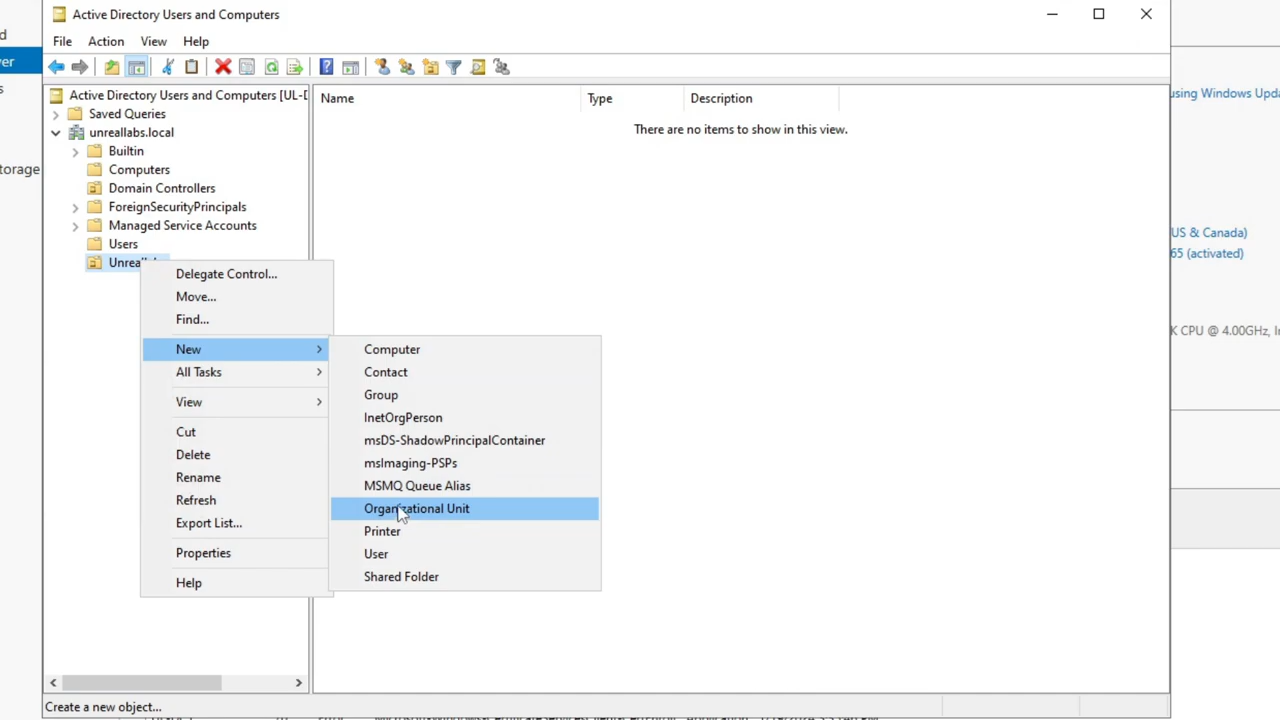 Active Directory Users and Computers
File Action View Help
Active Directory Users and Computers [UL-D
Saved Queries
unreallabs.local
Builtin
Computers
Domain Controllers
ForeignSecurityPrincipals
Managed Service Accounts
Users
Name Type Description
There are no items to show in this view.
Delegate Control...
Move...
Find...
New
All Tasks
View
Cut
Delete
Rename
Refresh
Export List...
Properties
Help
Computer
Contact
Group
InetOrgPerson
msDS-ShadowPrincipalContainer
msImaging-PSPs
MSMQ Queue Alias
Organizational Unit
Printer
User
Shared Folder
Create a new object...
d
er
s
torage
using Windows Upda
US & Canada)
65 (activated)
K CPU @ 4.00GHz, In